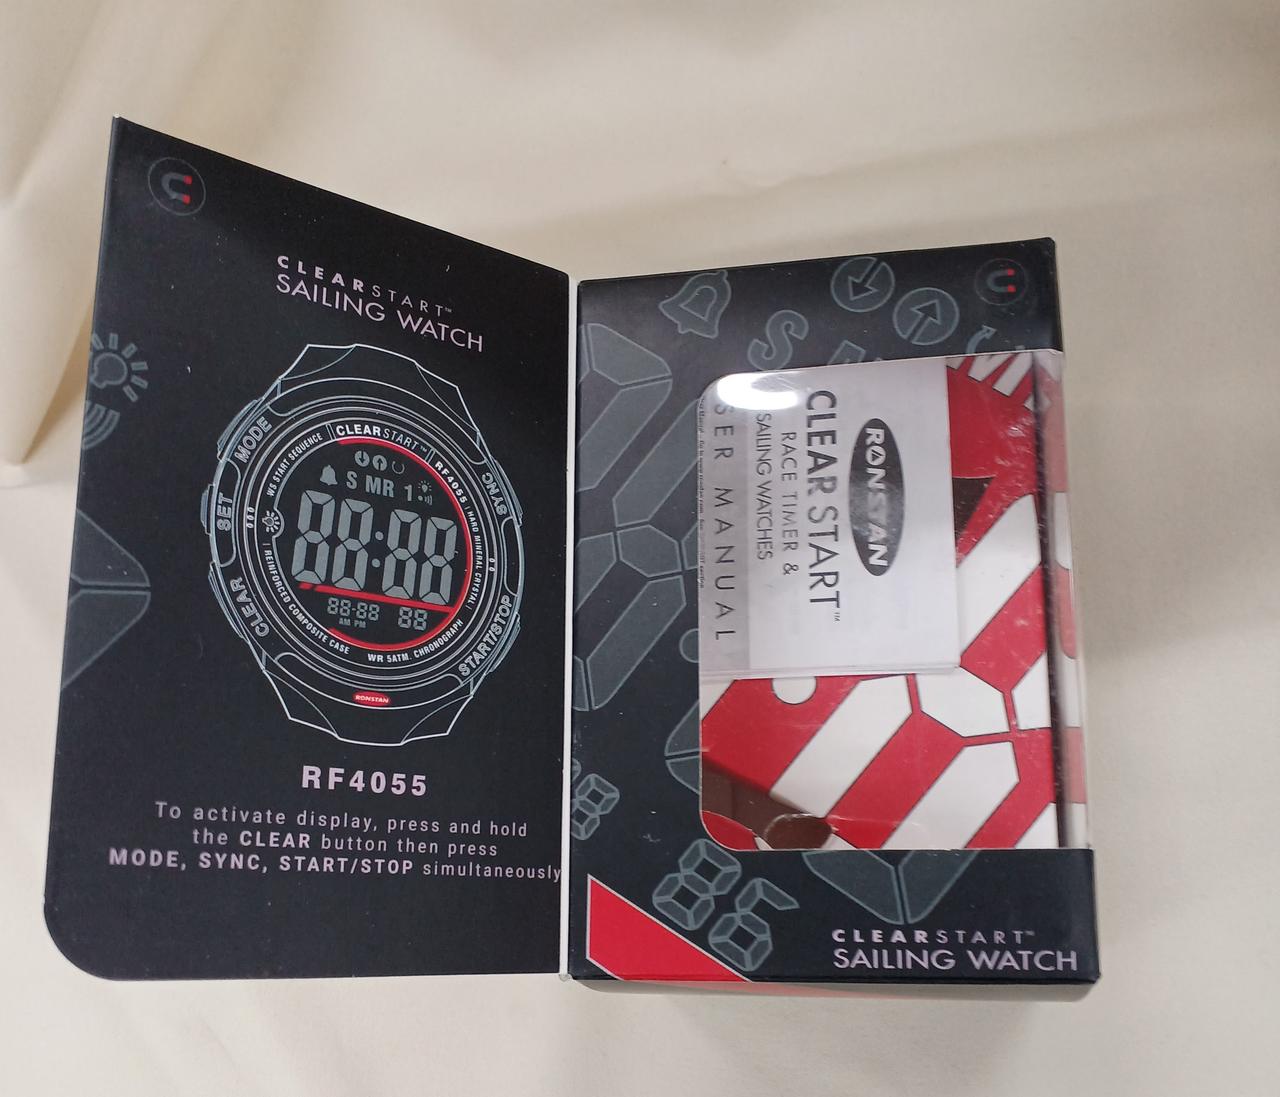 CLEARSTART™
SAILING WATCH
MODE
SET
CLEAR
SYNC
START/STOP
WS START SEQUENCE
CLEARSTART™
RF4055
HARD MINERAL CRYSTAL
REINFORCED COMPOSITE CASE
WR 5ATM. CHRONOGRAPH
S MR 1
88:88
88-88 88
AM PM
RONSTAN
RF4055
To activate display, press and hold
the CLEAR button then press
MODE, SYNC, START/STOP simultaneously
S
RONSTAN
CLEAR START™
RACE TIMER &
SAILING WATCHES
SER MANUAL
86
CLEARSTART™
SAILING WATCH